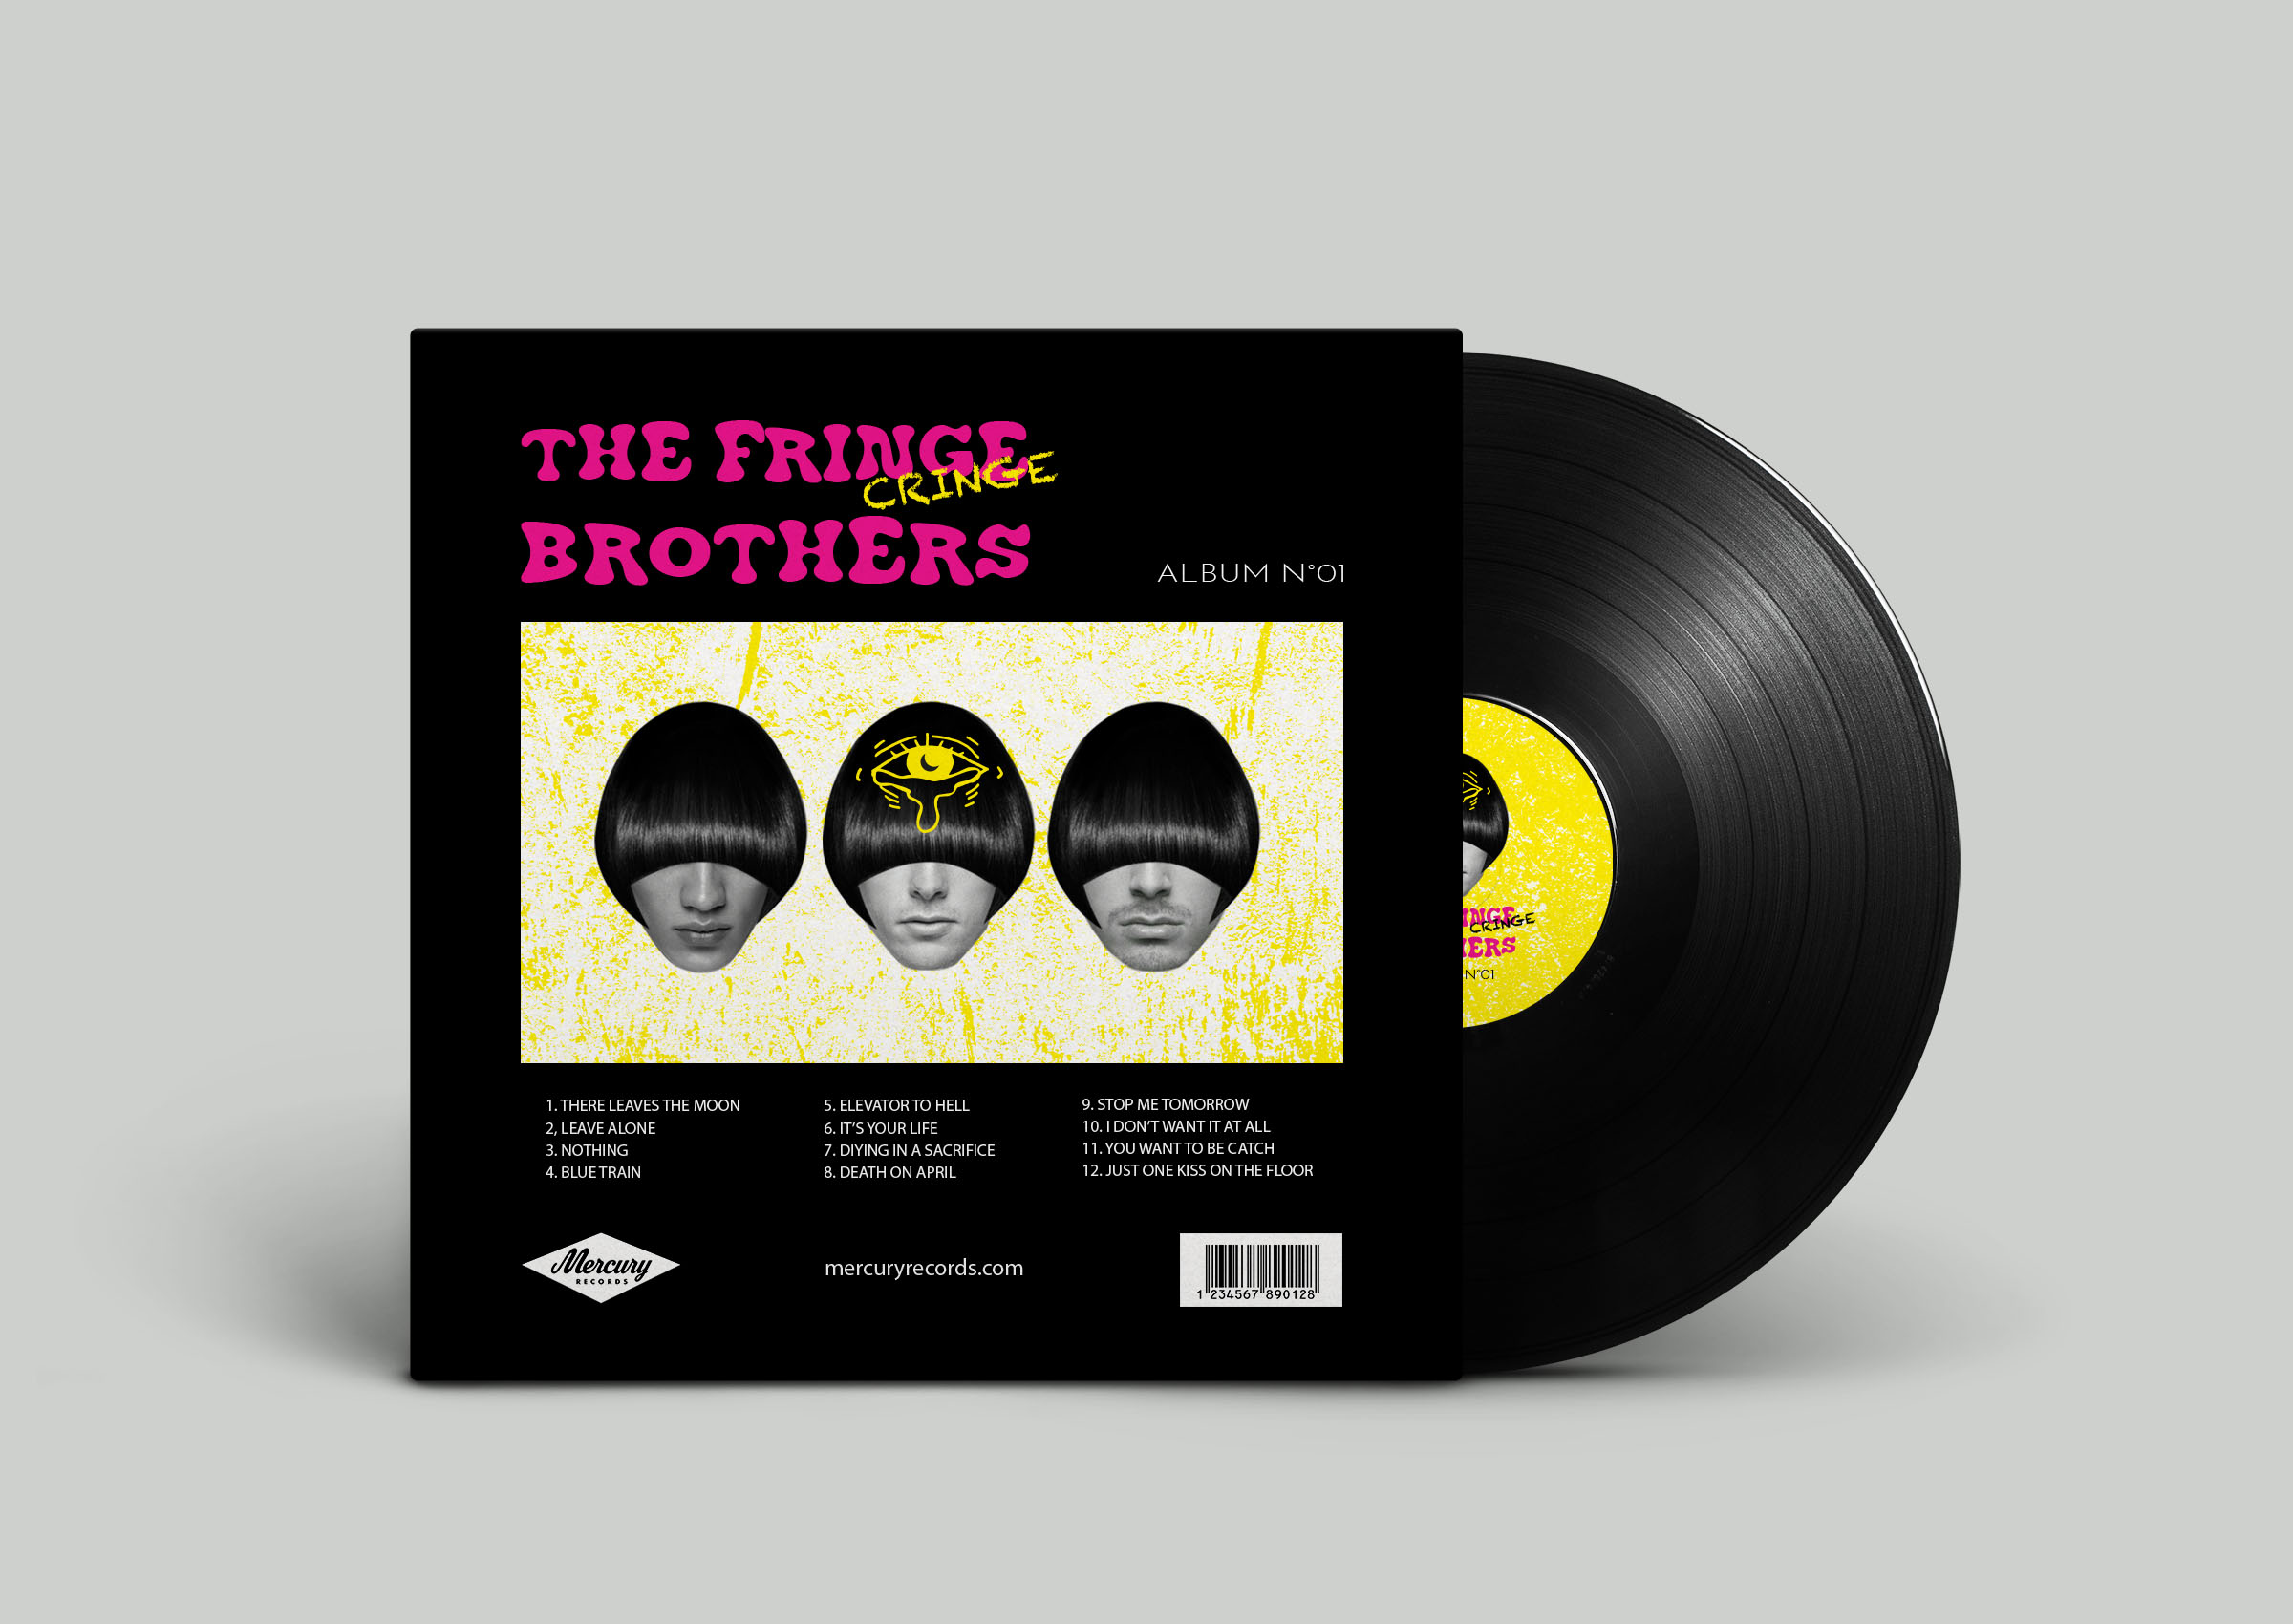 THE FRINGE
CRINGE
BROTHERS
ALBUM N°01
1. THERE LEAVES THE MOON
2, LEAVE ALONE
3. NOTHING
4. BLUE TRAIN
5. ELEVATOR TO HELL
6. IT'S YOUR LIFE
7. DIYING IN A SACRIFICE
8. DEATH ON APRIL
9. STOP ME TOMORROW
10. I DON'T WANT IT AT ALL
11. YOU WANT TO BE CATCH
12. JUST ONE KISS ON THE FLOOR
Mercury
RECORDS
mercuryrecords.com
1 234567 890128
INGE
CRINGE
HERS
N°01